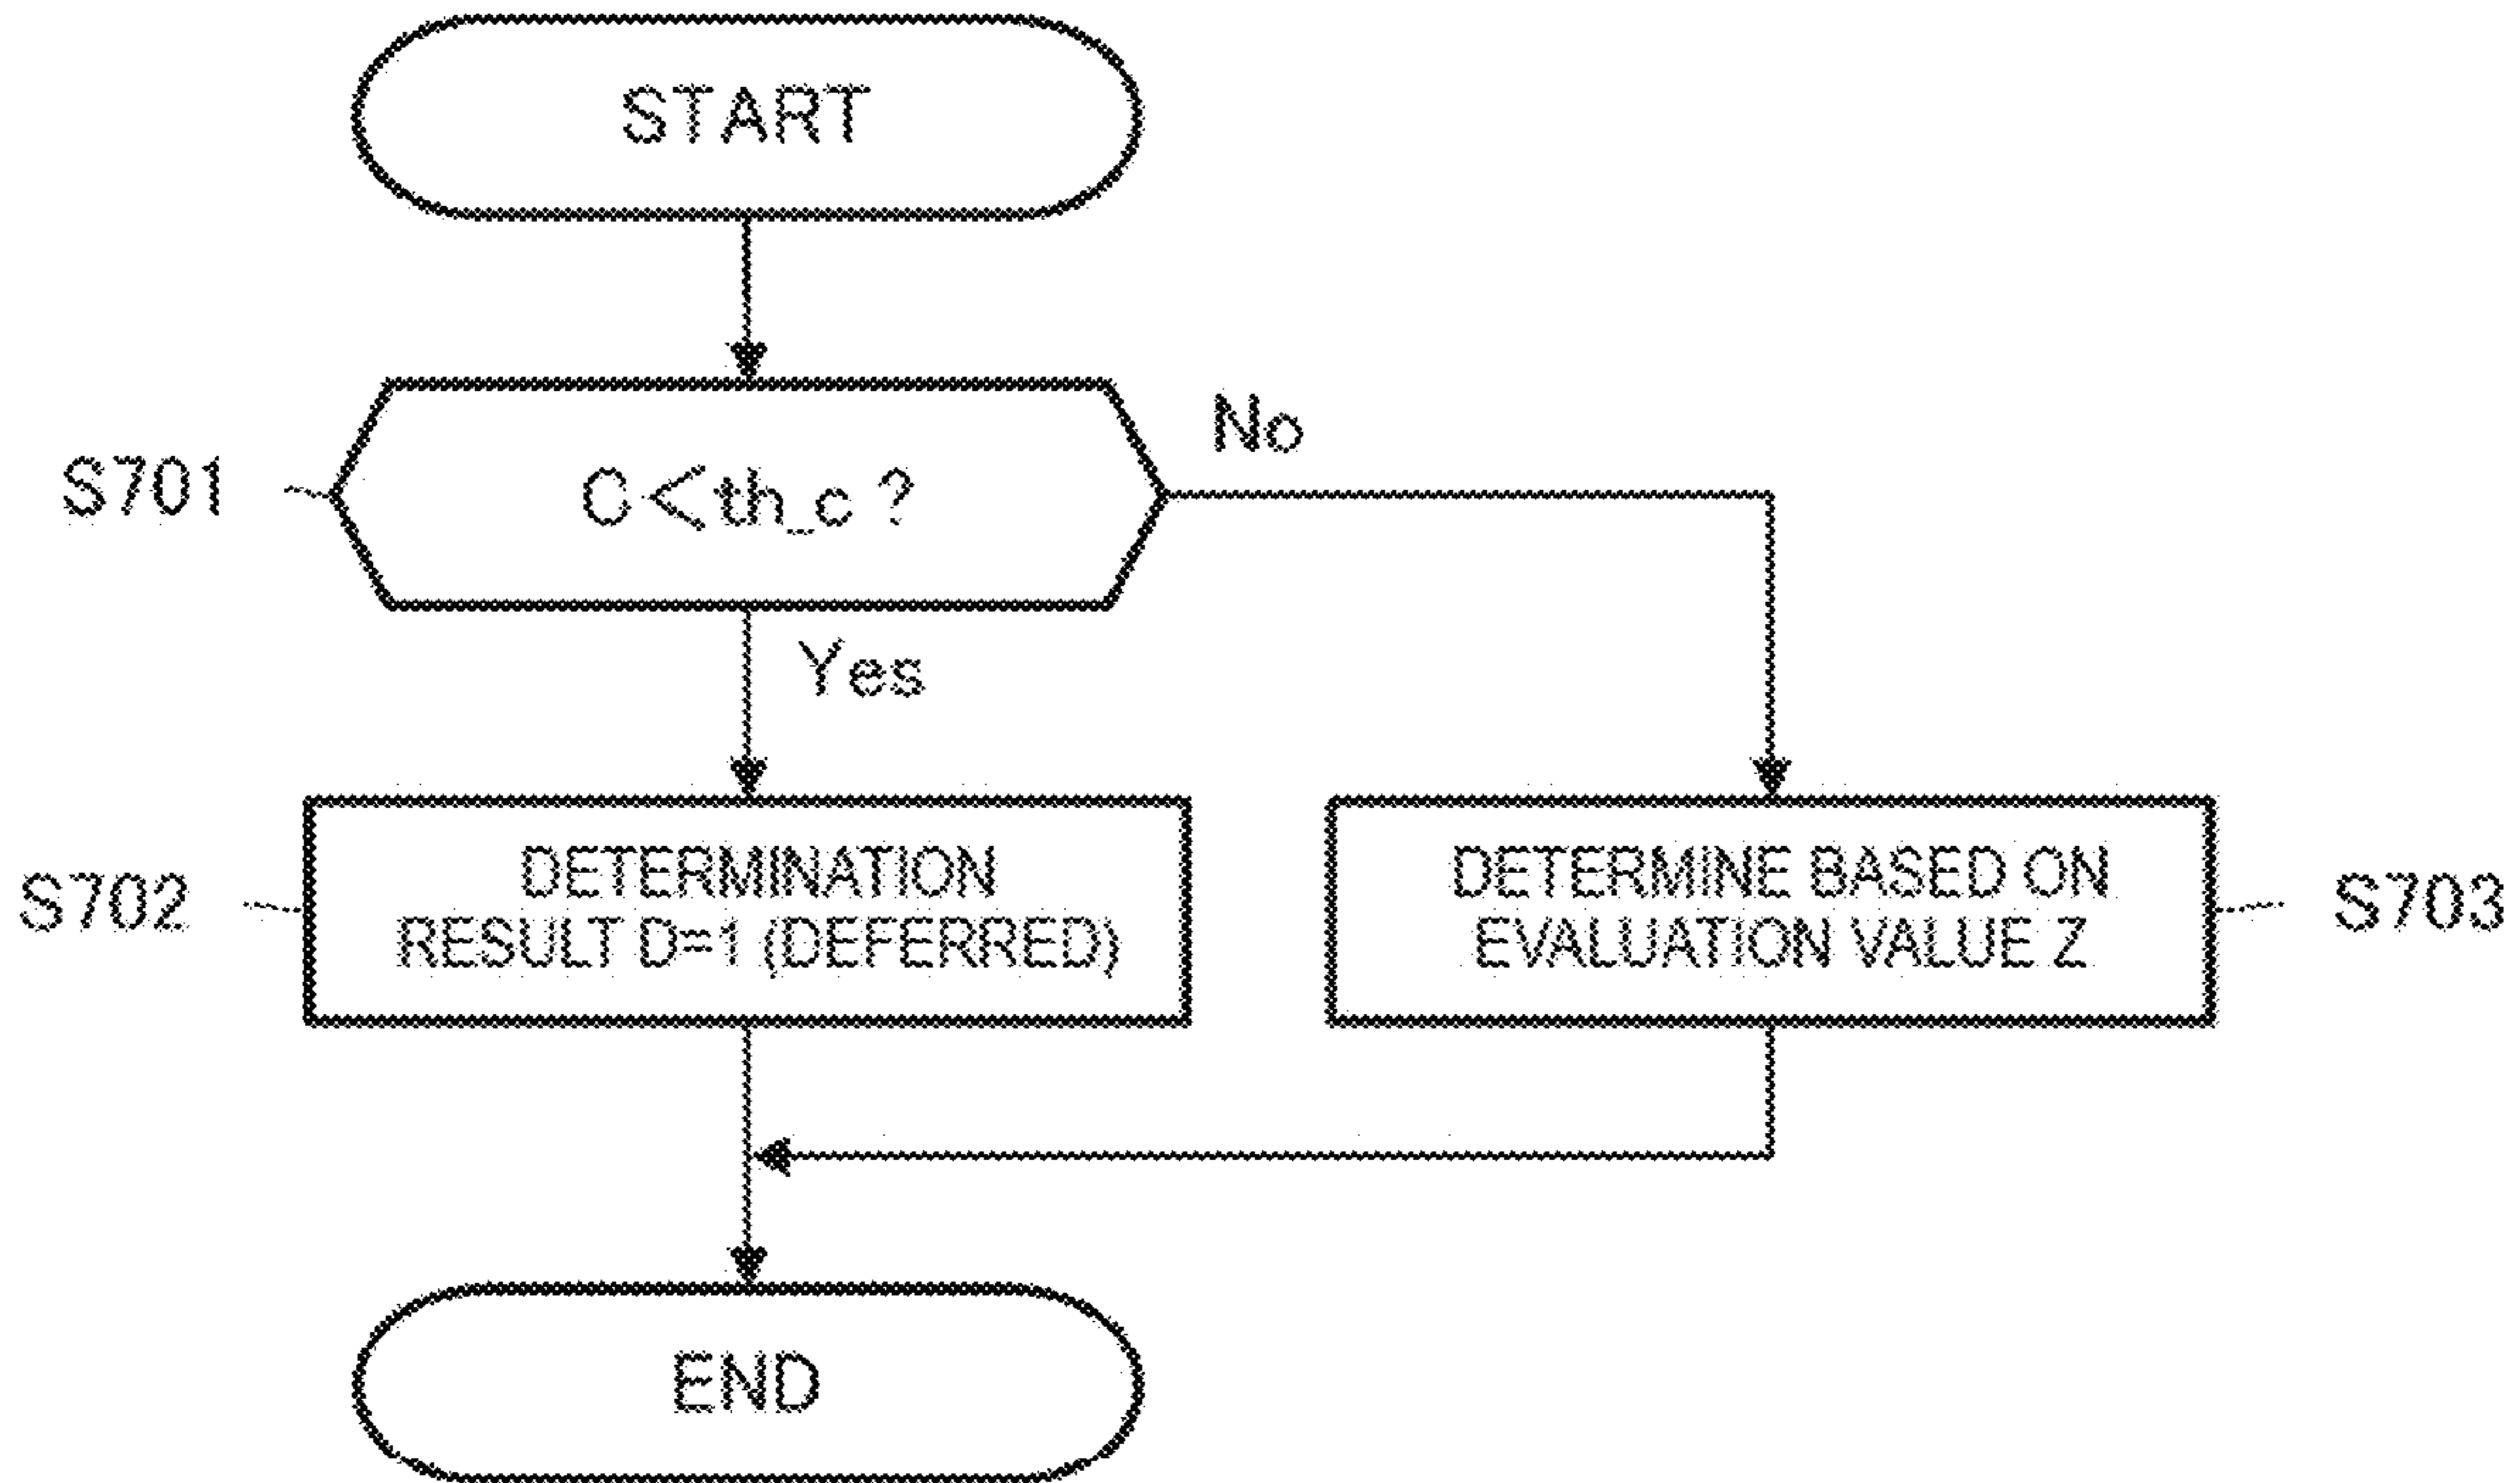 START
S701
C<th_c ?
No
Yes
S702
DETERMINATION
RESULT D=1 (DEFERRED)
DETERMINE BASED ON
EVALUATION VALUE Z
S703
END